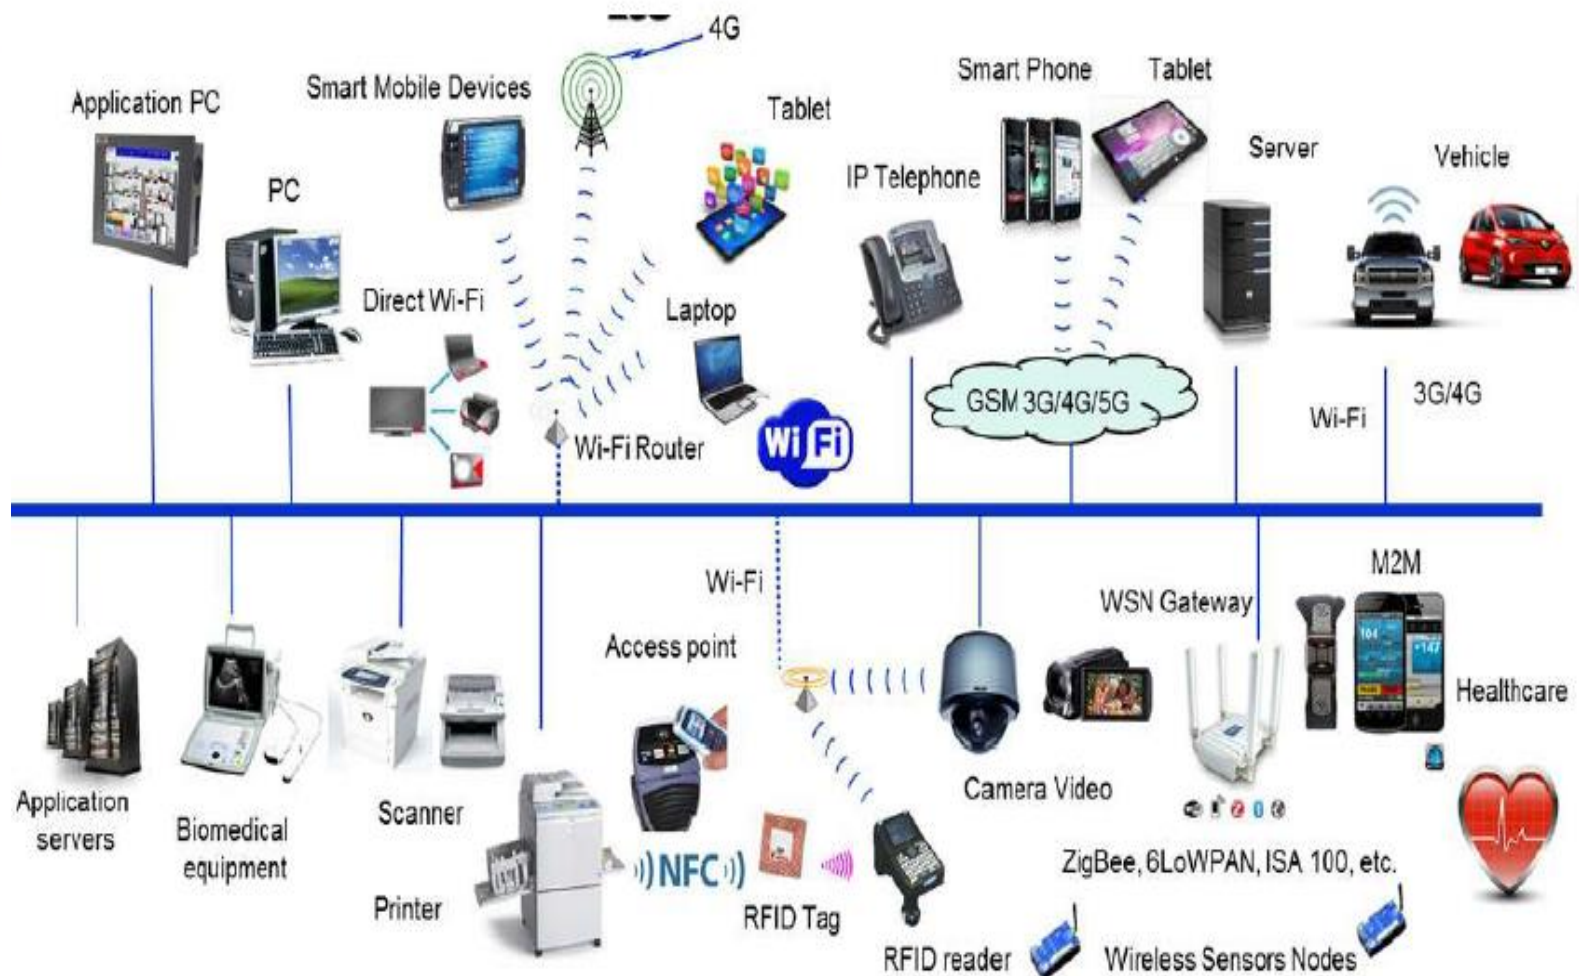 4G
Smart Mobile Devices
Smart Phone
Tablet
Application PC
Tablet
Server
Vehicle
PC
IP Telephone
Direct Wi-Fi
Laptop
GSM 3G/4G/5G
3G/4G
Wi-Fi
Wi-Fi Router
Wi Fi
M2M
Wi-Fi
WSN Gateway
Access point
104
147
Healthcare
Camera Video
Application
servers
Scanner
Biomedical
equipment
ZigBee, 6LoWPAN, ISA 100, etc.
NFC
Printer
RFID Tag
RFID reader
Wireless Sensors Nodes